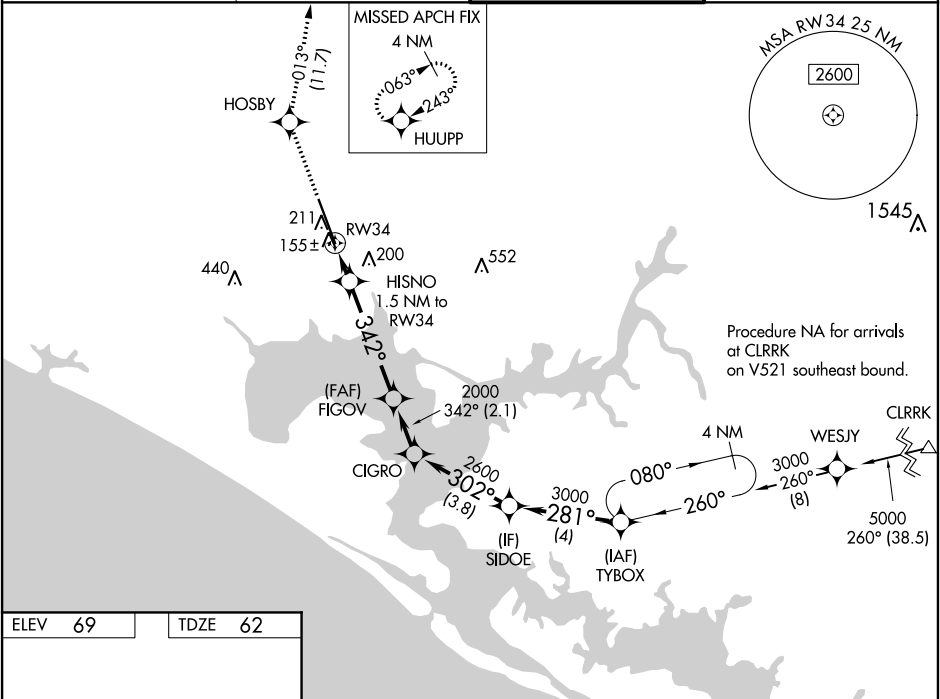 MISSED APCH FIX
4 NM
063°
243°
HUUPP
013°
(11.7)
HOSBY
MSA RW34 25 NM
2600
1545
211
155±
RW34
200
552
440
HISNO
1.5 NM to
RW34
342°
Procedure NA for arrivals
at CLRRK
on V521 southeast bound.
(FAF)
FIGOV
2000
342° (2.1)
CIGRO
2600
302°
(3.8)
(IF)
SIDOE
3000
281°
(4)
(IAF)
TYBOX
4 NM
080°
260°
WESJY
3000
260°
(8)
CLRRK
5000
260° (38.5)
ELEV 69
TDZE 62